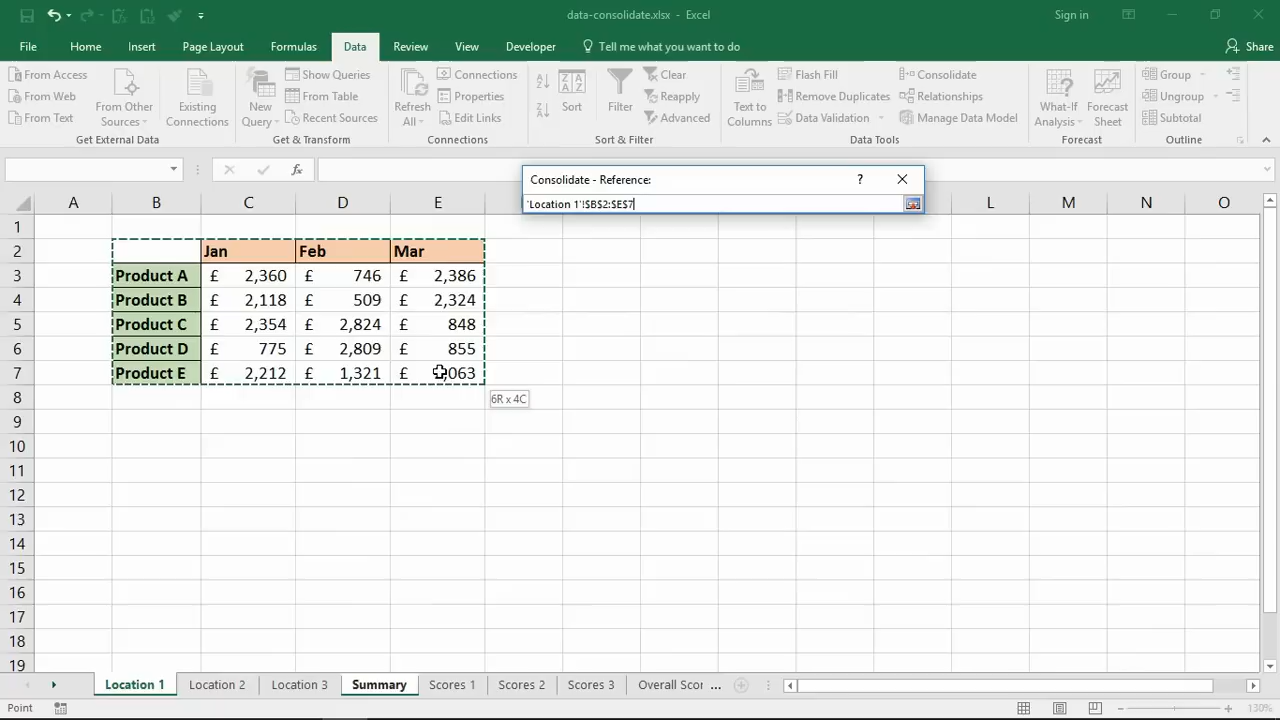 data-consolidate.xlsx - Excel
Sign in
File Home Insert Page Layout Formulas Data Review View Developer Tell me what you want to do Share
From Access
From Web
From Text
From Other Sources
Existing Connections
Get External Data
New Query
Show Queries
From Table
Recent Sources
Get & Transform
Refresh All
Connections
Properties
Edit Links
Connections
Sort
Filter
Clear
Reapply
Advanced
Sort & Filter
Text to Columns
Flash Fill
Remove Duplicates
Data Validation
Consolidate
Relationships
Manage Data Model
Data Tools
What-If Analysis
Forecast Sheet
Forecast
Group
Ungroup
Subtotal
Outline
fx
Consolidate - Reference: ?
'Location 1'!$B$2:$E$7
A B C D E L M N O
1
2 Jan Feb Mar
3 Product A £ 2,360 £ 746 £ 2,386
4 Product B £ 2,118 £ 509 £ 2,324
5 Product C £ 2,354 £ 2,824 £ 848
6 Product D £ 775 £ 2,809 £ 855
7 Product E £ 2,212 £ 1,321 £ ,063
8 6R x 4C
9
10
11
12
13
14
15
16
17
18
19
Location 1 Location 2 Location 3 Summary Scores 1 Scores 2 Scores 3 Overall Scor ...
Point 130%